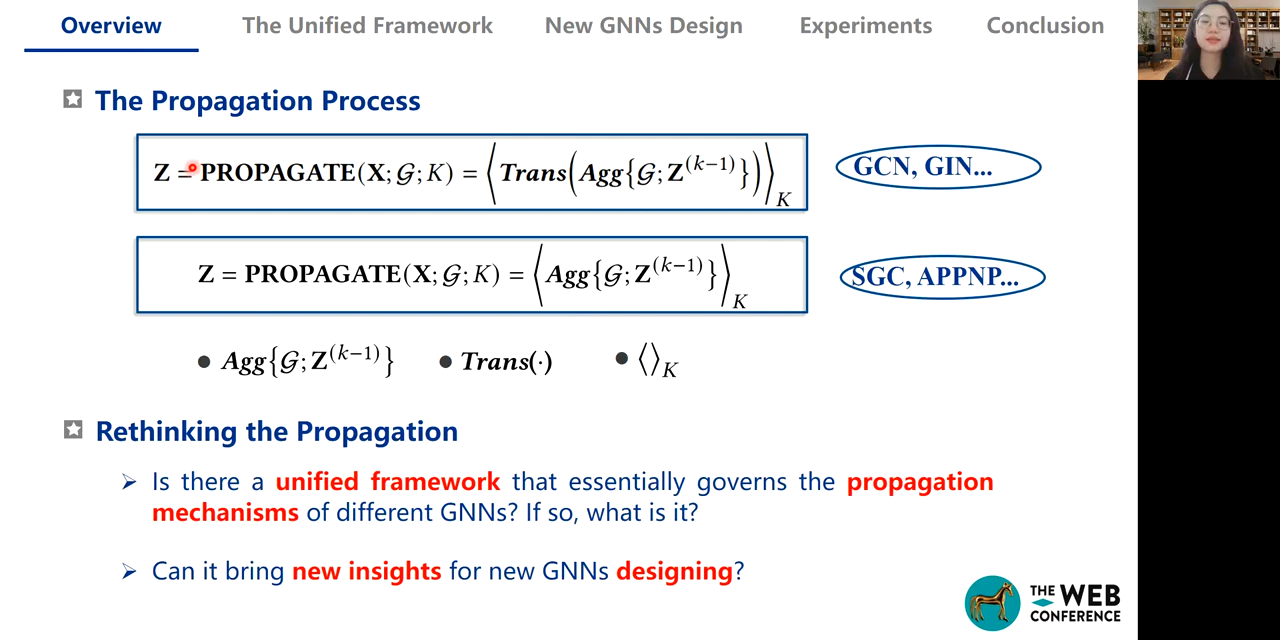 Overview The Unified Framework New GNNs Design Experiments Conclusion
The Propagation Process
Z = PROPAGATE(X; 𝒢; K) = ⟨Trans(Agg{𝒢; Z^(k−1)})⟩_K
GCN, GIN...
Z = PROPAGATE(X; 𝒢; K) = ⟨Agg{𝒢; Z^(k−1)}⟩_K
SGC, APPNP...
● Agg{𝒢; Z^(k−1)} ● Trans(·) ● ⟨⟩_K
Rethinking the Propagation
➢ Is there a unified framework that essentially governs the propagation
mechanisms of different GNNs? If so, what is it?
➢ Can it bring new insights for new GNNs designing?
THE WEB
CONFERENCE